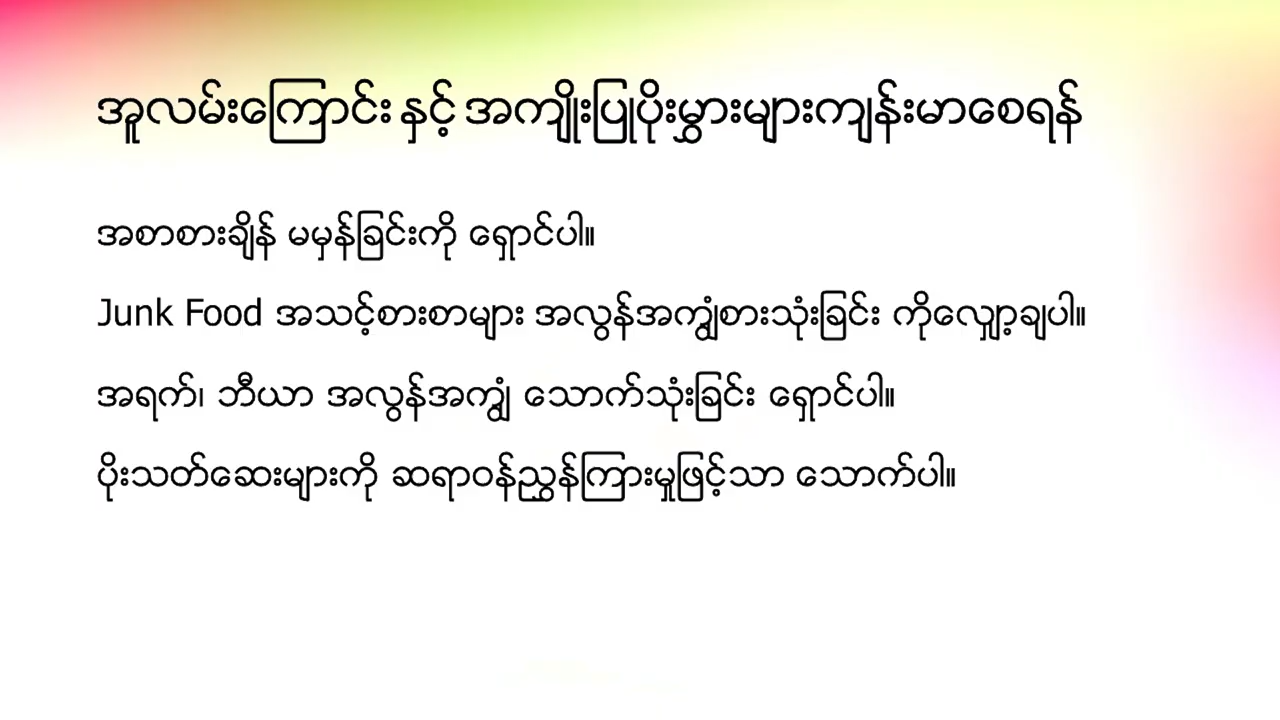 အူလမ်းကြောင်း နှင့် အကျိုးပြုပိုးမွှားများကျန်းမာစေရန်
အစာစားချိန် မမှန်ခြင်းကို ရှောင်ပါ။
Junk Food အသင့်စားစာများ အလွန်အကျွံစားသုံးခြင်း ကိုလျှော့ချပါ။
အရက်၊ ဘီယာ အလွန်အကျွံ သောက်သုံးခြင်း ရှောင်ပါ။
ပိုးသတ်ဆေးများကို ဆရာဝန်ညွှန်ကြားမှုဖြင့်သာ သောက်ပါ။